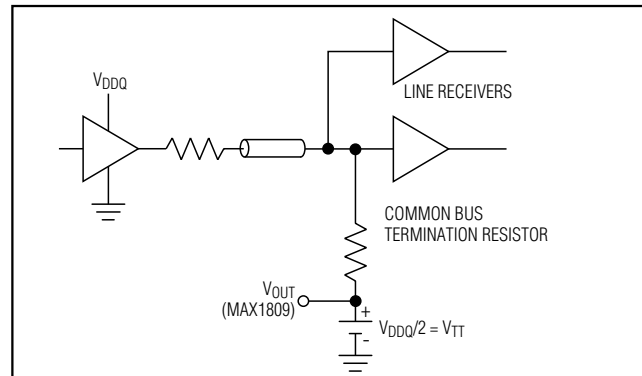 V_DDQ
LINE RECEIVERS
COMMON BUS
TERMINATION RESISTOR
V_OUT
(MAX1809)
+
V_DDQ/2 = V_TT
-